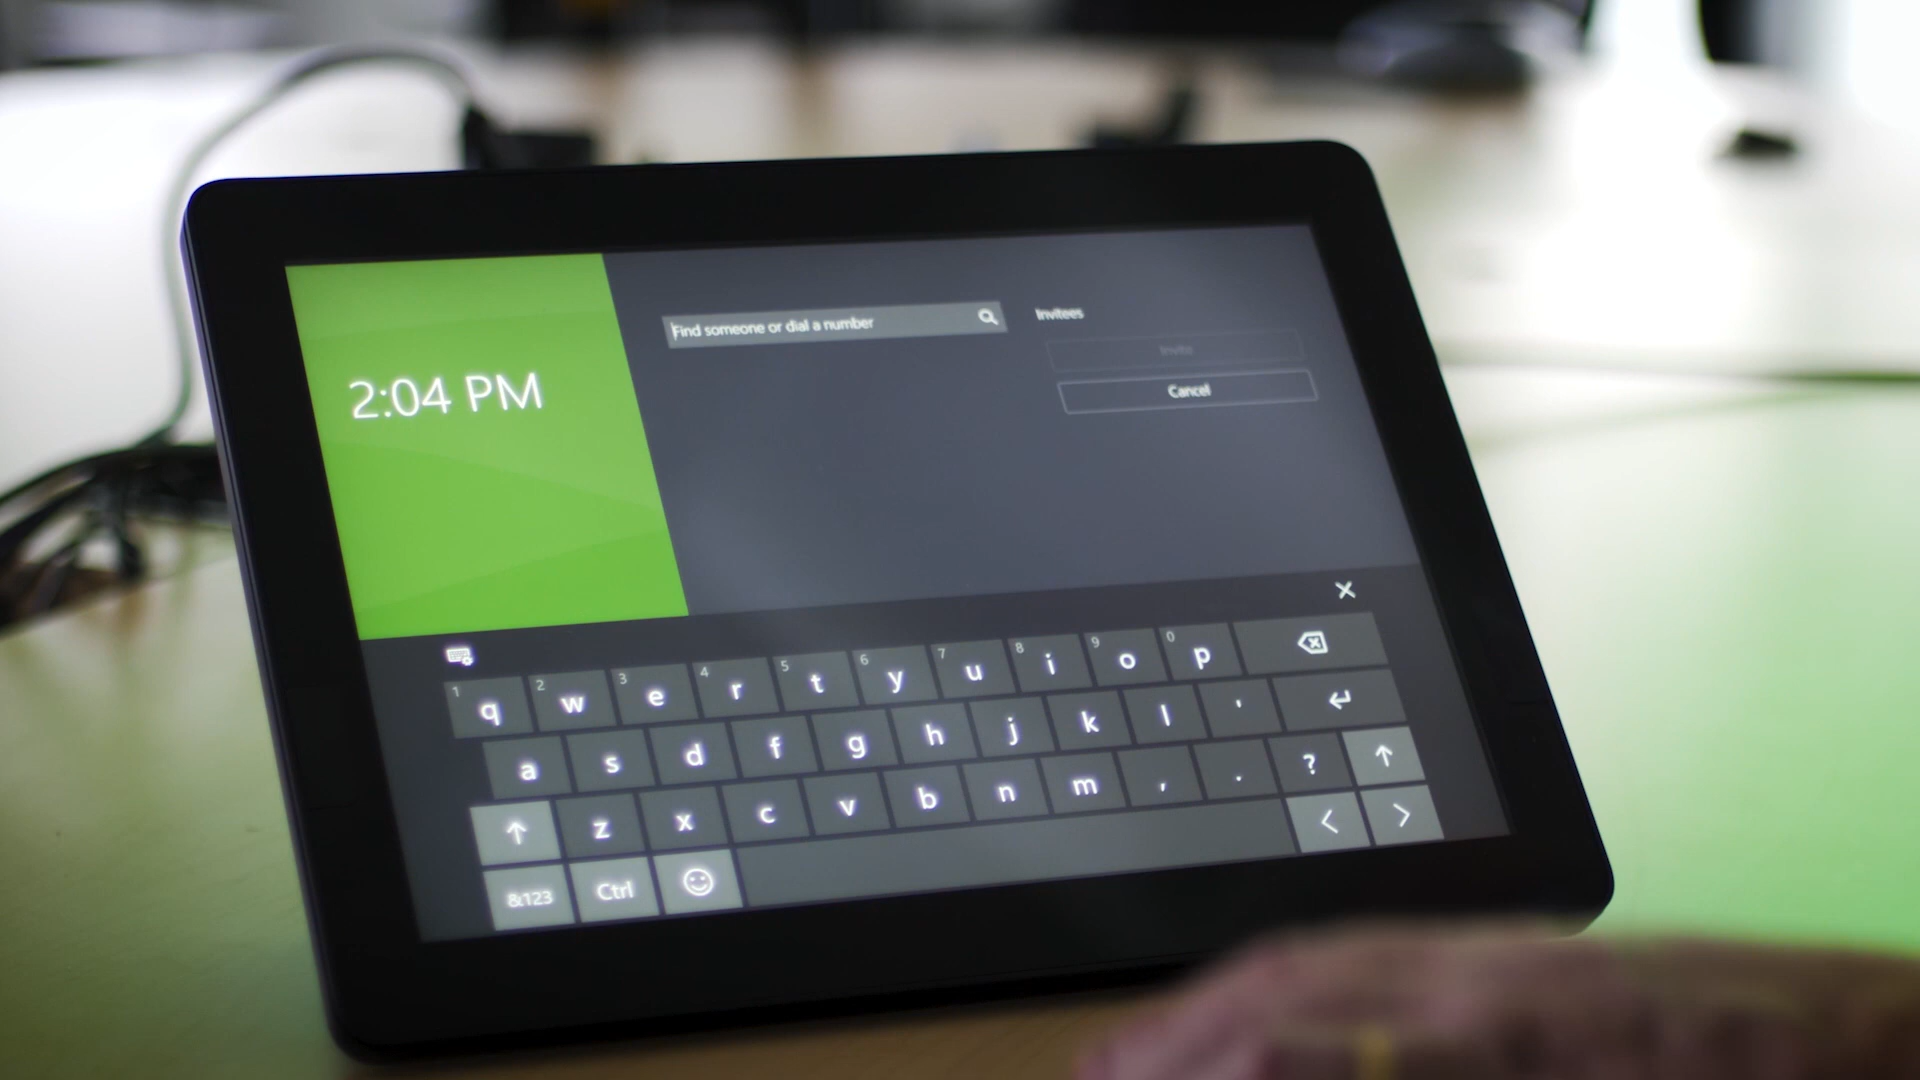 2:04 PM
Find someone or dial a number
Invitees
Invite
Cancel
1 q 2 w 3 e 4 r 5 t 6 y 7 u 8 i 9 o 0 p
a s d f g h j k l '
z x c v b n m , . ?
&123 Ctrl